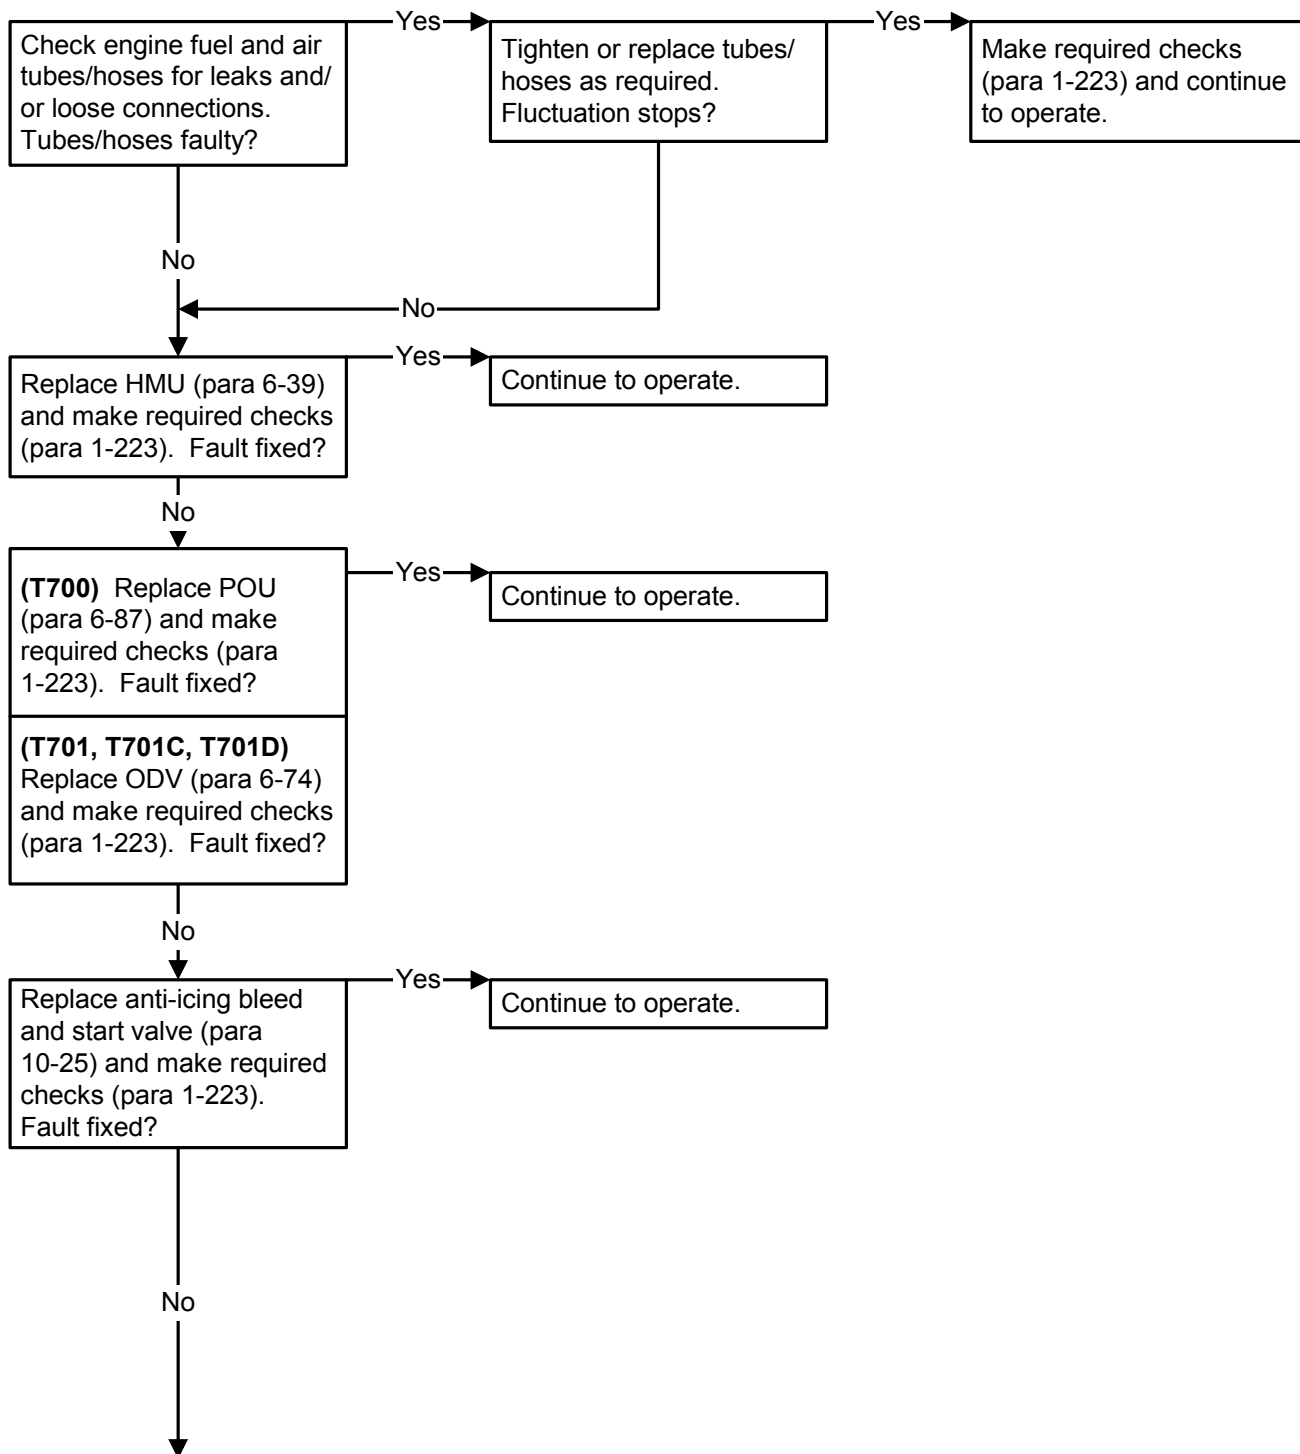 Check engine fuel and air
tubes/hoses for leaks and/
or loose connections.
Tubes/hoses faulty?
Yes
Tighten or replace tubes/
hoses as required.
Fluctuation stops?
Yes
Make required checks
(para 1-223) and continue
to operate.
No
No
Replace HMU (para 6-39)
and make required checks
(para 1-223).  Fault fixed?
Yes
Continue to operate.
No
(T700)  Replace POU
(para 6-87) and make
required checks (para
1-223).  Fault fixed?
Yes
Continue to operate.
(T701, T701C, T701D)
Replace ODV (para 6-74)
and make required checks
(para 1-223).  Fault fixed?
No
Replace anti-icing bleed
and start valve (para
10-25) and make required
checks (para 1-223).
Fault fixed?
Yes
Continue to operate.
No